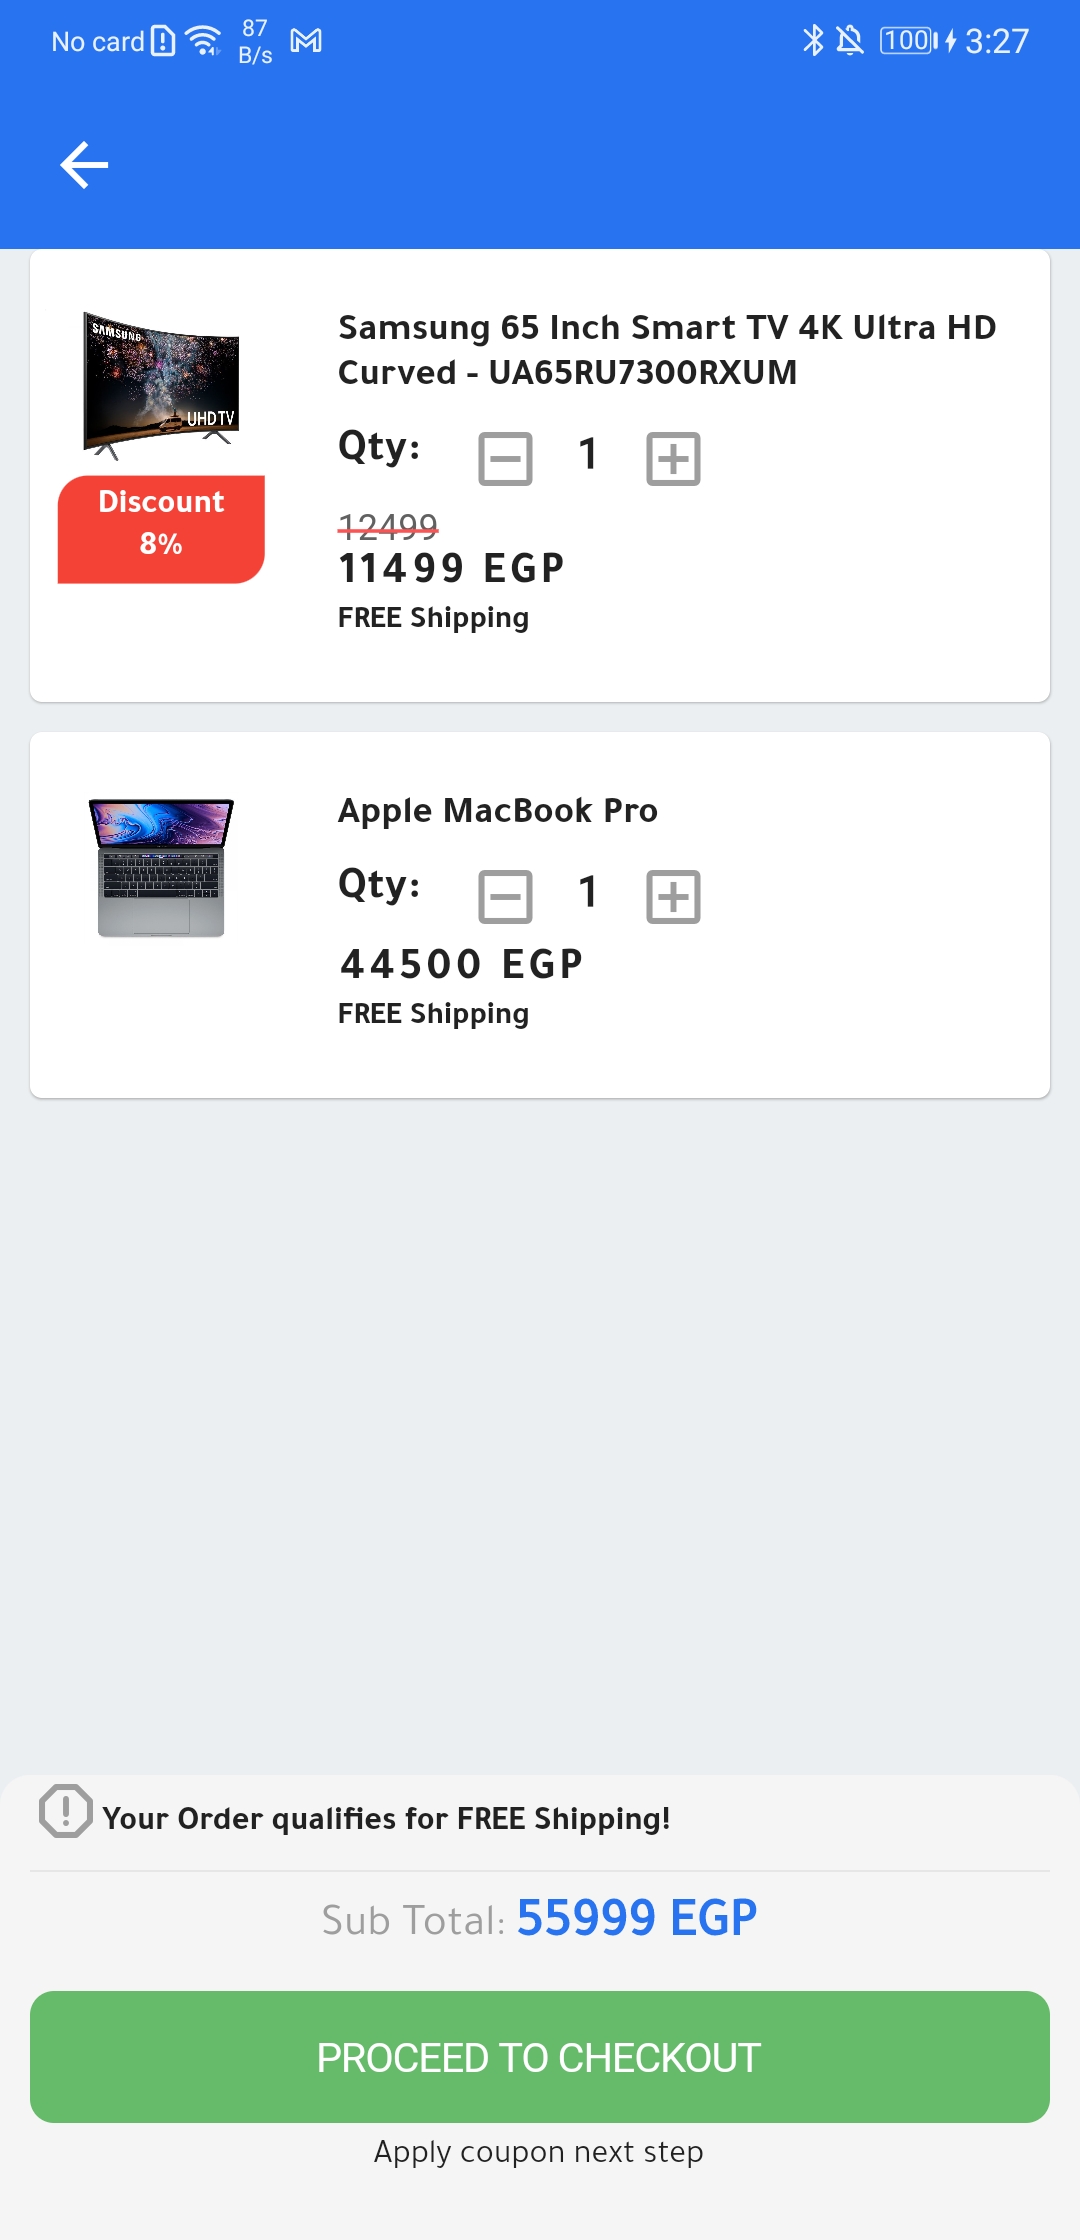 No card
87
B/s
100
3:27
SAMSUNG
UHD TV
Discount
8%
Samsung 65 Inch Smart TV 4K Ultra HD
Curved - UA65RU7300RXUM
Qty: 1
12499
11499 EGP
FREE Shipping
Apple MacBook Pro
Qty: 1
44500 EGP
FREE Shipping
Your Order qualifies for FREE Shipping!
Sub Total: 55999 EGP
PROCEED TO CHECKOUT
Apply coupon next step